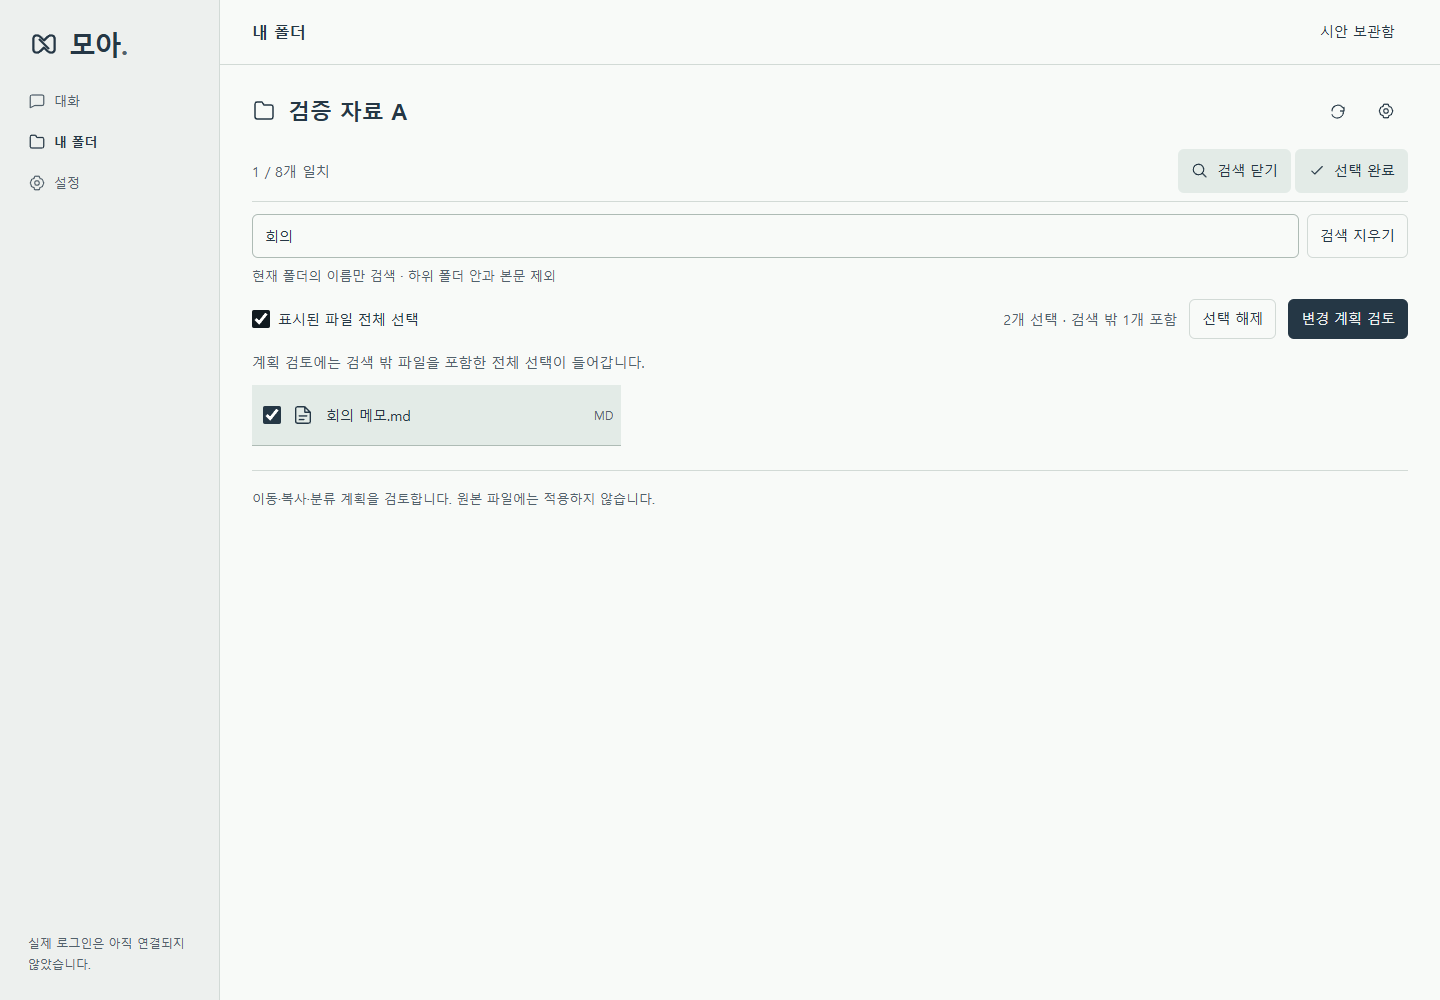 모아.
대화
내 폴더
설정
실제 로그인은 아직 연결되지
않았습니다.
내 폴더
시안 보관함
검증 자료 A
1 / 8개 일치
검색 닫기
선택 완료
회의
검색 지우기
현재 폴더의 이름만 검색 · 하위 폴더 안과 본문 제외
표시된 파일 전체 선택
2개 선택 · 검색 밖 1개 포함
선택 해제
변경 계획 검토
계획 검토에는 검색 밖 파일을 포함한 전체 선택이 들어갑니다.
회의 메모.md
MD
이동·복사·분류 계획을 검토합니다. 원본 파일에는 적용하지 않습니다.